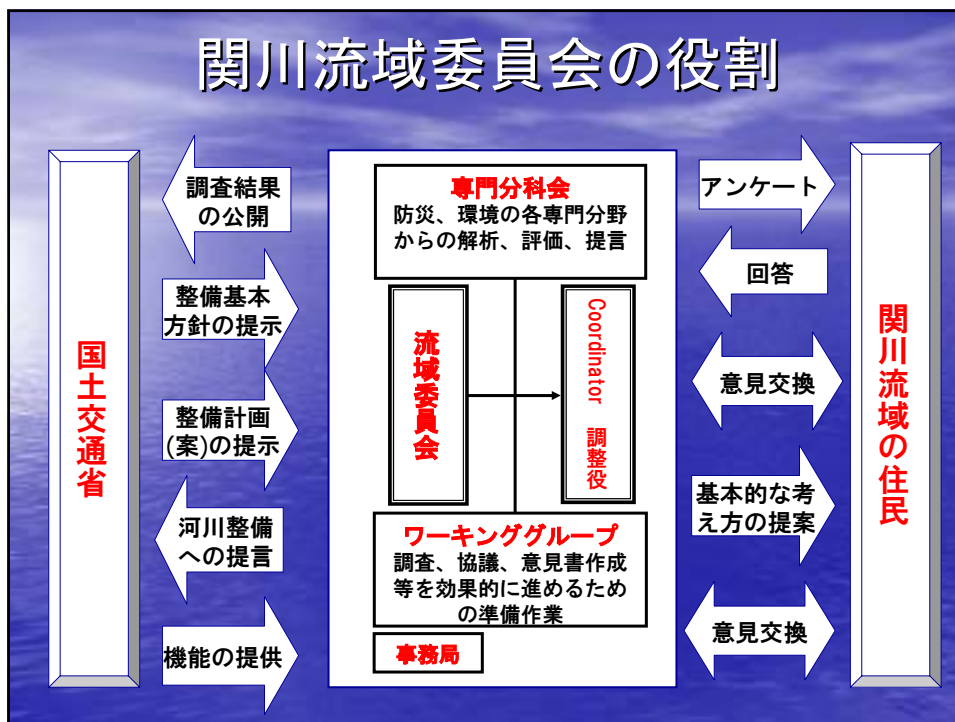 関川流域委員会の役割
国土交通省
調査結果
の公開
整備基本
方針の提示
整備計画
(案)の提示
河川整備
への提言
機能の提供
専門分科会
防災、環境の各専門分野
からの解析、評価、提言
流域委員会
Coordinator 調整役
ワーキンググループ
調査、協議、意見書作成
等を効果的に進めるため
の準備作業
事務局
アンケート
回答
意見交換
基本的な考
え方の提案
意見交換
関川流域の住民